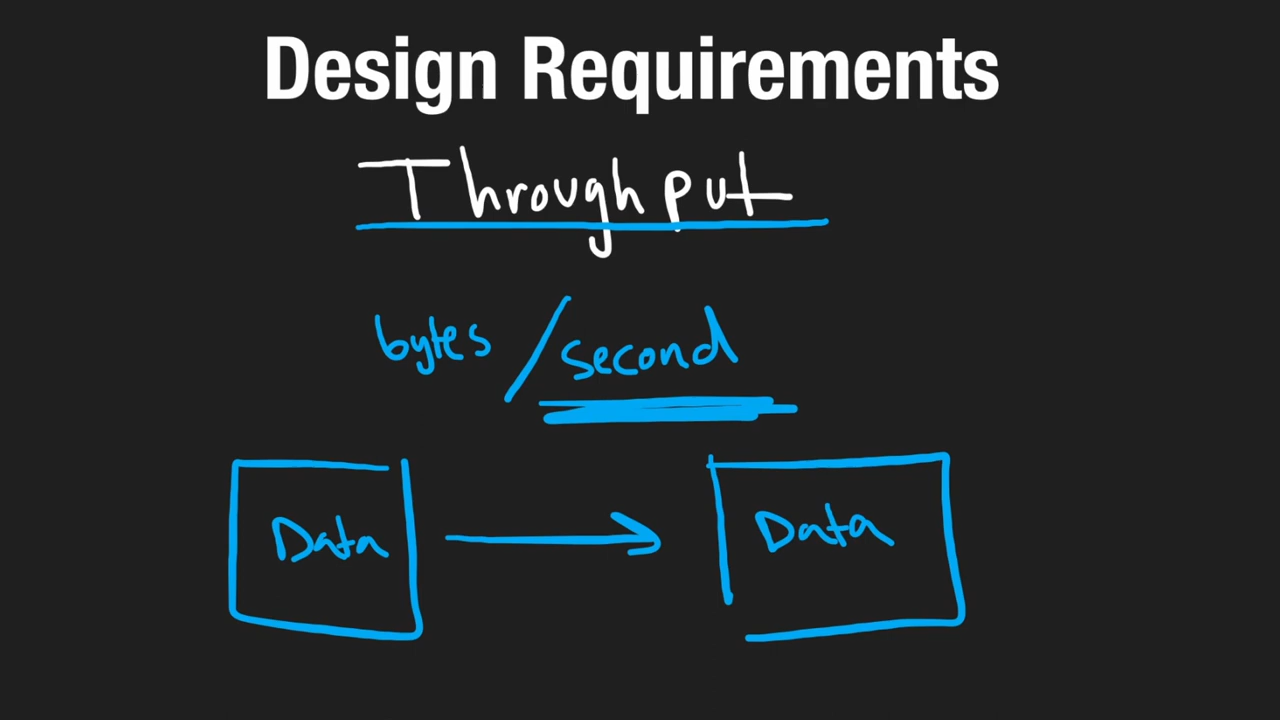 Design Requirements
Throughput
bytes / second
Data
Data